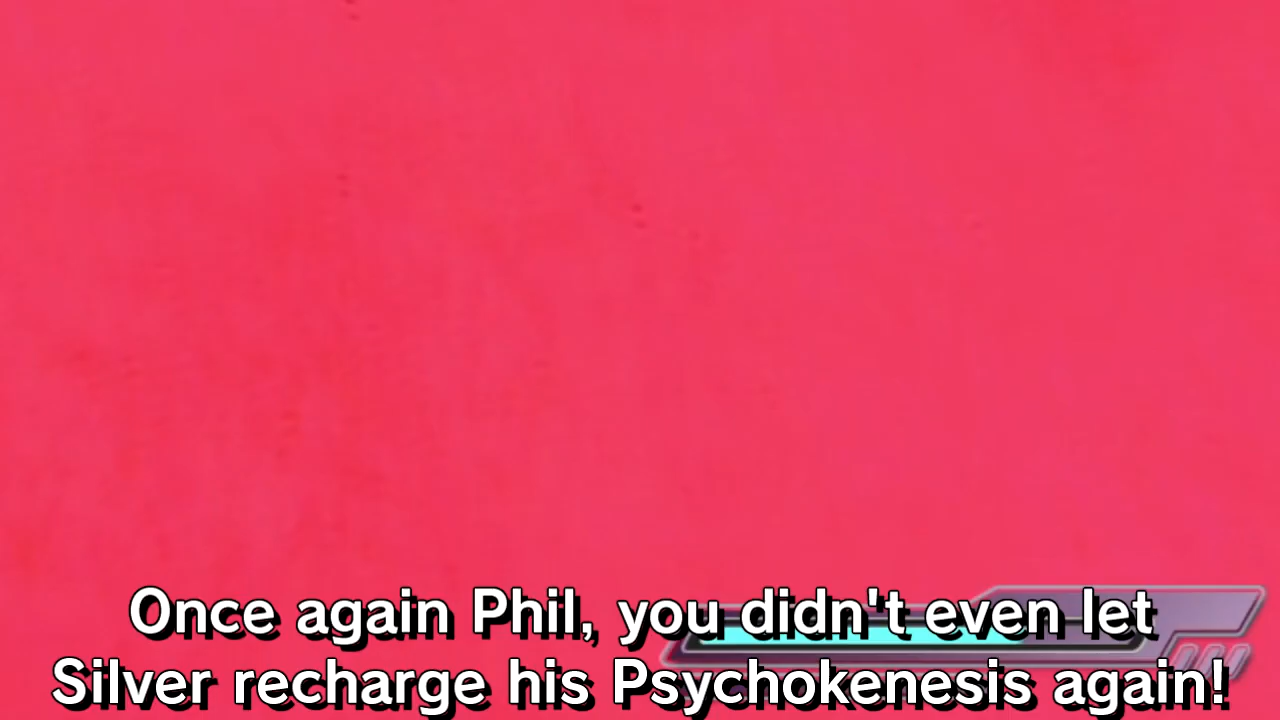 Once again Phil, you didn't even let
Silver recharge his Psychokenesis again!